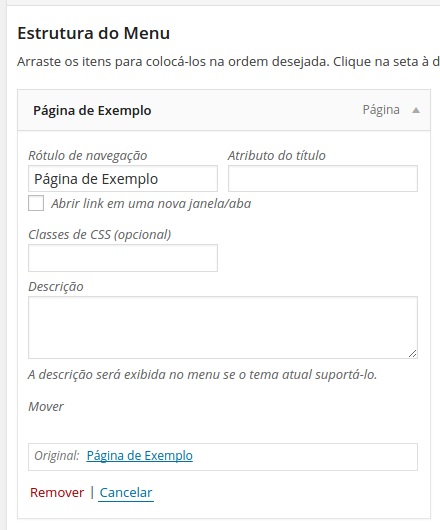 Estrutura do Menu
Arraste os itens para colocá-los na ordem desejada. Clique na seta à d
Página de Exemplo Página
Rótulo de navegação Atributo do título
Página de Exemplo
Abrir link em uma nova janela/aba
Classes de CSS (opcional)
Descrição
A descrição será exibida no menu se o tema atual suportá-lo.
Mover
Original: Página de Exemplo
Remover | Cancelar